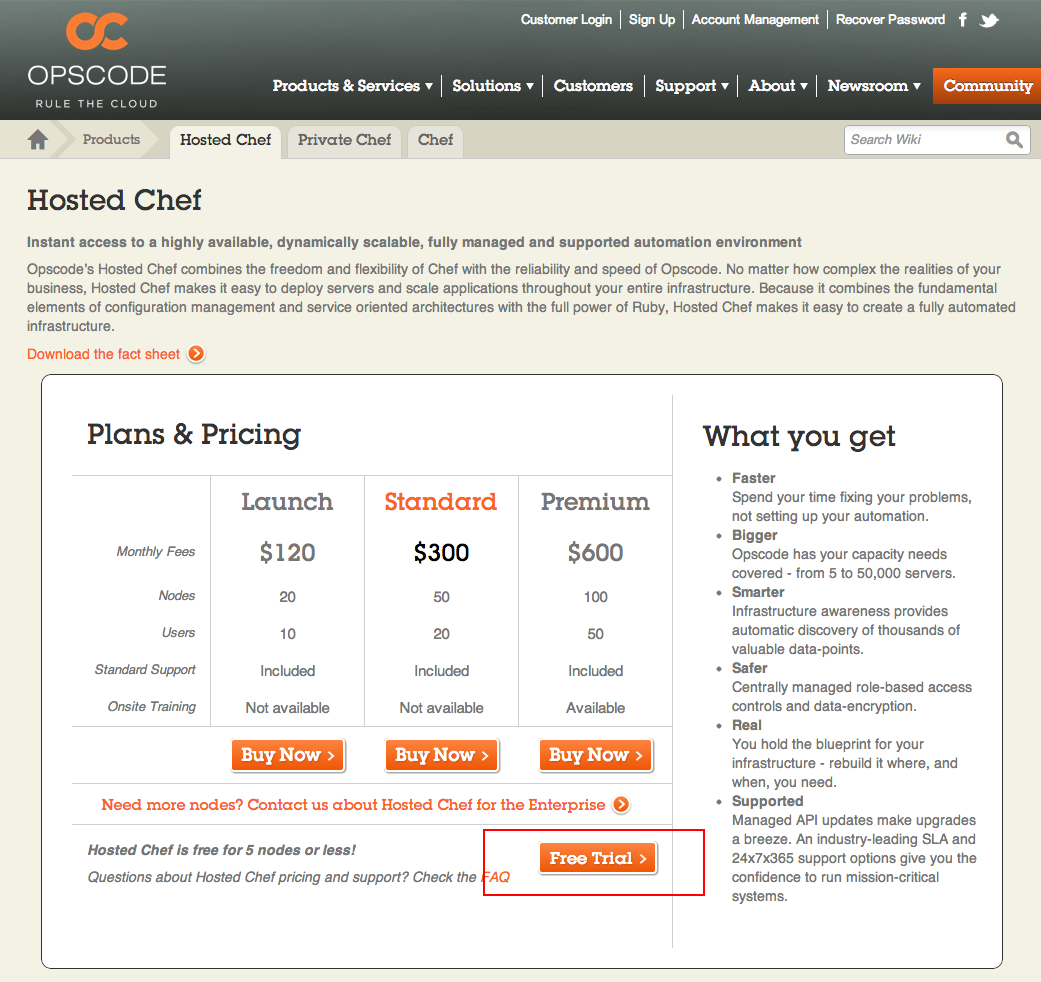 OPSCODE
RULE THE CLOUD
Customer Login Sign Up Account Management Recover Password
Products & Services Solutions Customers Support About Newsroom Community
Products Hosted Chef Private Chef Chef Search Wiki
Hosted Chef
Instant access to a highly available, dynamically scalable, fully managed and supported automation environment
Opscode's Hosted Chef combines the freedom and flexibility of Chef with the reliability and speed of Opscode. No matter how complex the realities of your
business, Hosted Chef makes it easy to deploy servers and scale applications throughout your entire infrastructure. Because it combines the fundamental
elements of configuration management and service oriented architectures with the full power of Ruby, Hosted Chef makes it easy to create a fully automated
infrastructure.
Download the fact sheet
Plans & Pricing
Launch Standard Premium
Monthly Fees $120 $300 $600
Nodes 20 50 100
Users 10 20 50
Standard Support Included Included Included
Onsite Training Not available Not available Available
Buy Now > Buy Now > Buy Now >
Need more nodes? Contact us about Hosted Chef for the Enterprise
Hosted Chef is free for 5 nodes or less!
Free Trial >
Questions about Hosted Chef pricing and support? Check the FAQ
What you get
• Faster
Spend your time fixing your problems,
not setting up your automation.
• Bigger
Opscode has your capacity needs
covered - from 5 to 50,000 servers.
• Smarter
Infrastructure awareness provides
automatic discovery of thousands of
valuable data-points.
• Safer
Centrally managed role-based access
controls and data-encryption.
• Real
You hold the blueprint for your
infrastructure - rebuild it where, and
when, you need.
• Supported
Managed API updates make upgrades
a breeze. An industry-leading SLA and
24x7x365 support options give you the
confidence to run mission-critical
systems.